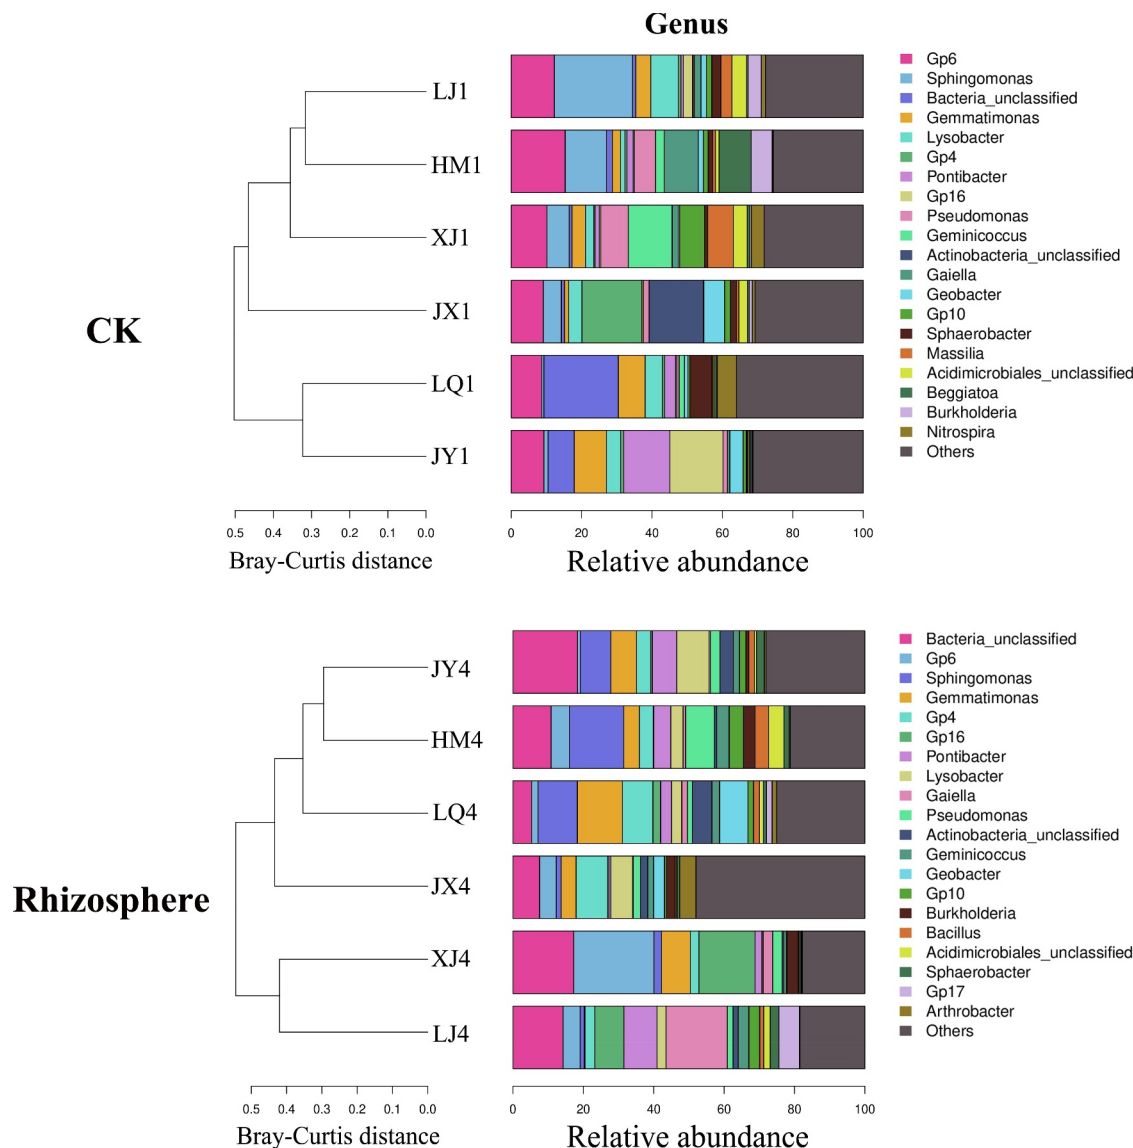 Genus
LJ1
HM1
XJ1
JX1
LQ1
JY1
CK
0.5 0.4 0.3 0.2 0.1 0.0
Bray-Curtis distance
0 20 40 60 80 100
Relative abundance
Gp6
Sphingomonas
Bacteria_unclassified
Gemmatimonas
Lysobacter
Gp4
Pontibacter
Gp16
Pseudomonas
Geminicoccus
Actinobacteria_unclassified
Gaiella
Geobacter
Gp10
Sphaerobacter
Massilia
Acidimicrobiales_unclassified
Beggiatoa
Burkholderia
Nitrospira
Others
JY4
HM4
LQ4
JX4
XJ4
LJ4
Rhizosphere
0.5 0.4 0.3 0.2 0.1 0.0
Bray-Curtis distance
0 20 40 60 80 100
Relative abundance
Bacteria_unclassified
Gp6
Sphingomonas
Gemmatimonas
Gp4
Gp16
Pontibacter
Lysobacter
Gaiella
Pseudomonas
Actinobacteria_unclassified
Geminicoccus
Geobacter
Gp10
Burkholderia
Bacillus
Acidimicrobiales_unclassified
Sphaerobacter
Gp17
Arthrobacter
Others